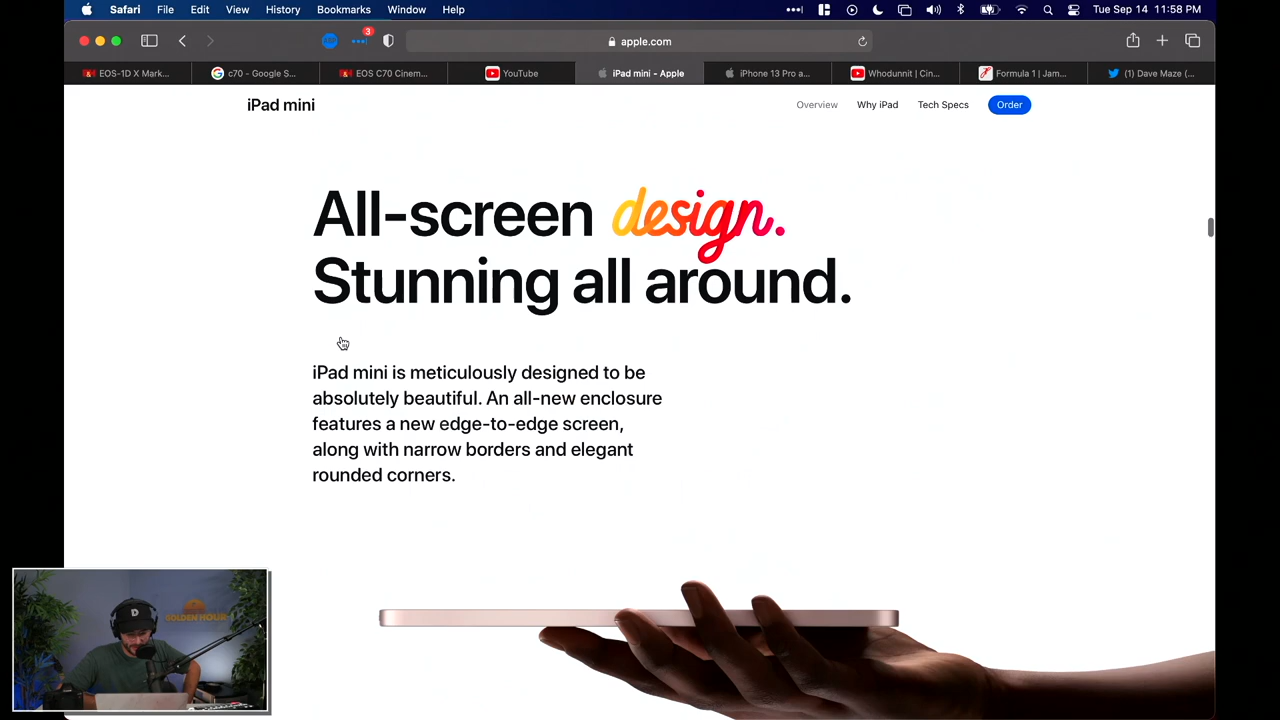 Safari File Edit View History Bookmarks Window Help
••• Tue Sep 14 11:58 PM
3
apple.com
EOS-1D X Mark... c70 - Google S... EOS C70 Cinem... YouTube iPad mini - Apple iPhone 13 Pro a... Whodunnit | Cin... Formula 1 | Jam... (1) Dave Maze (...
iPad mini Overview Why iPad Tech Specs Order
All-screen design.
Stunning all around.
iPad mini is meticulously designed to be
absolutely beautiful. An all-new enclosure
features a new edge-to-edge screen,
along with narrow borders and elegant
rounded corners.
GOLDEN HOUR
D